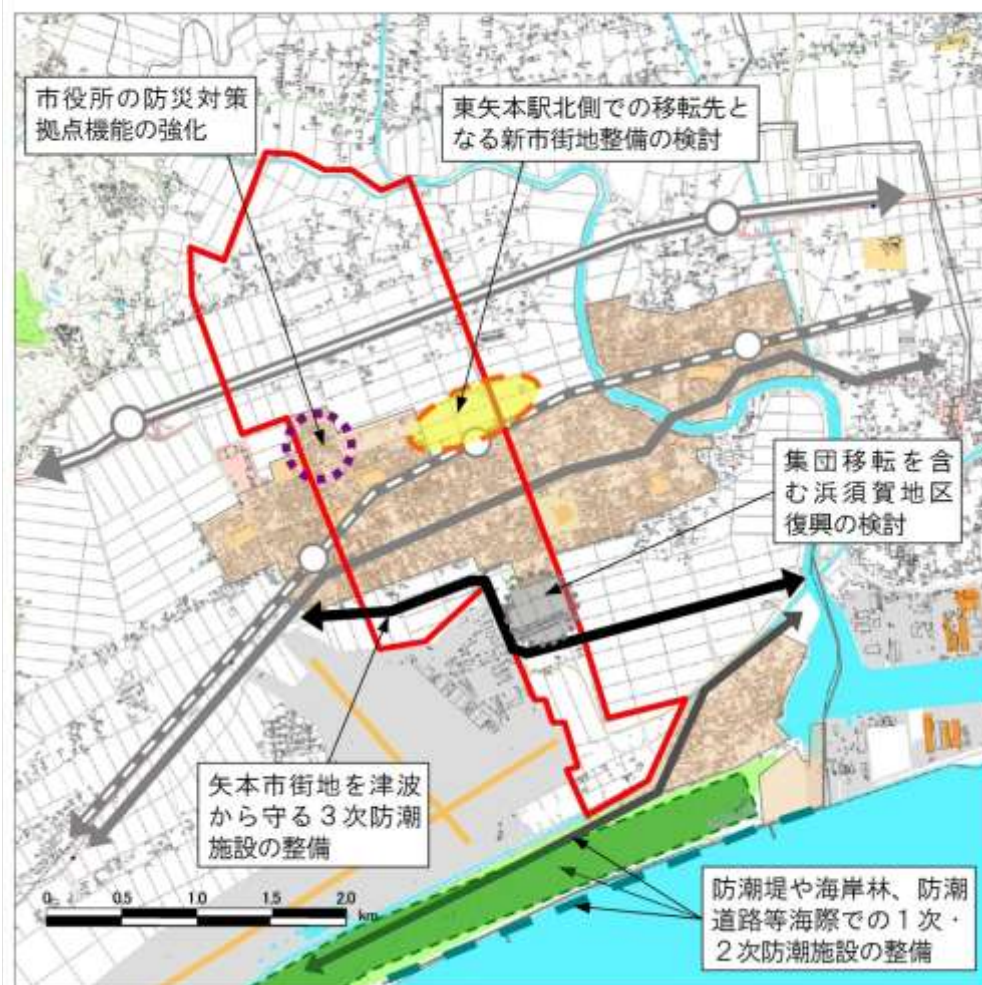 市役所の防災対策
拠点機能の強化
東矢本駅北側での移転先と
なる新市街地整備の検討
集団移転を含
む浜須賀地区
復興の検討
矢本市街地を津波
から守る３次防潮
施設の整備
防潮堤や海岸林、防潮
道路等海際での１次・
２次防潮施設の整備
0 0.5 1.0 1.5 2.0
km